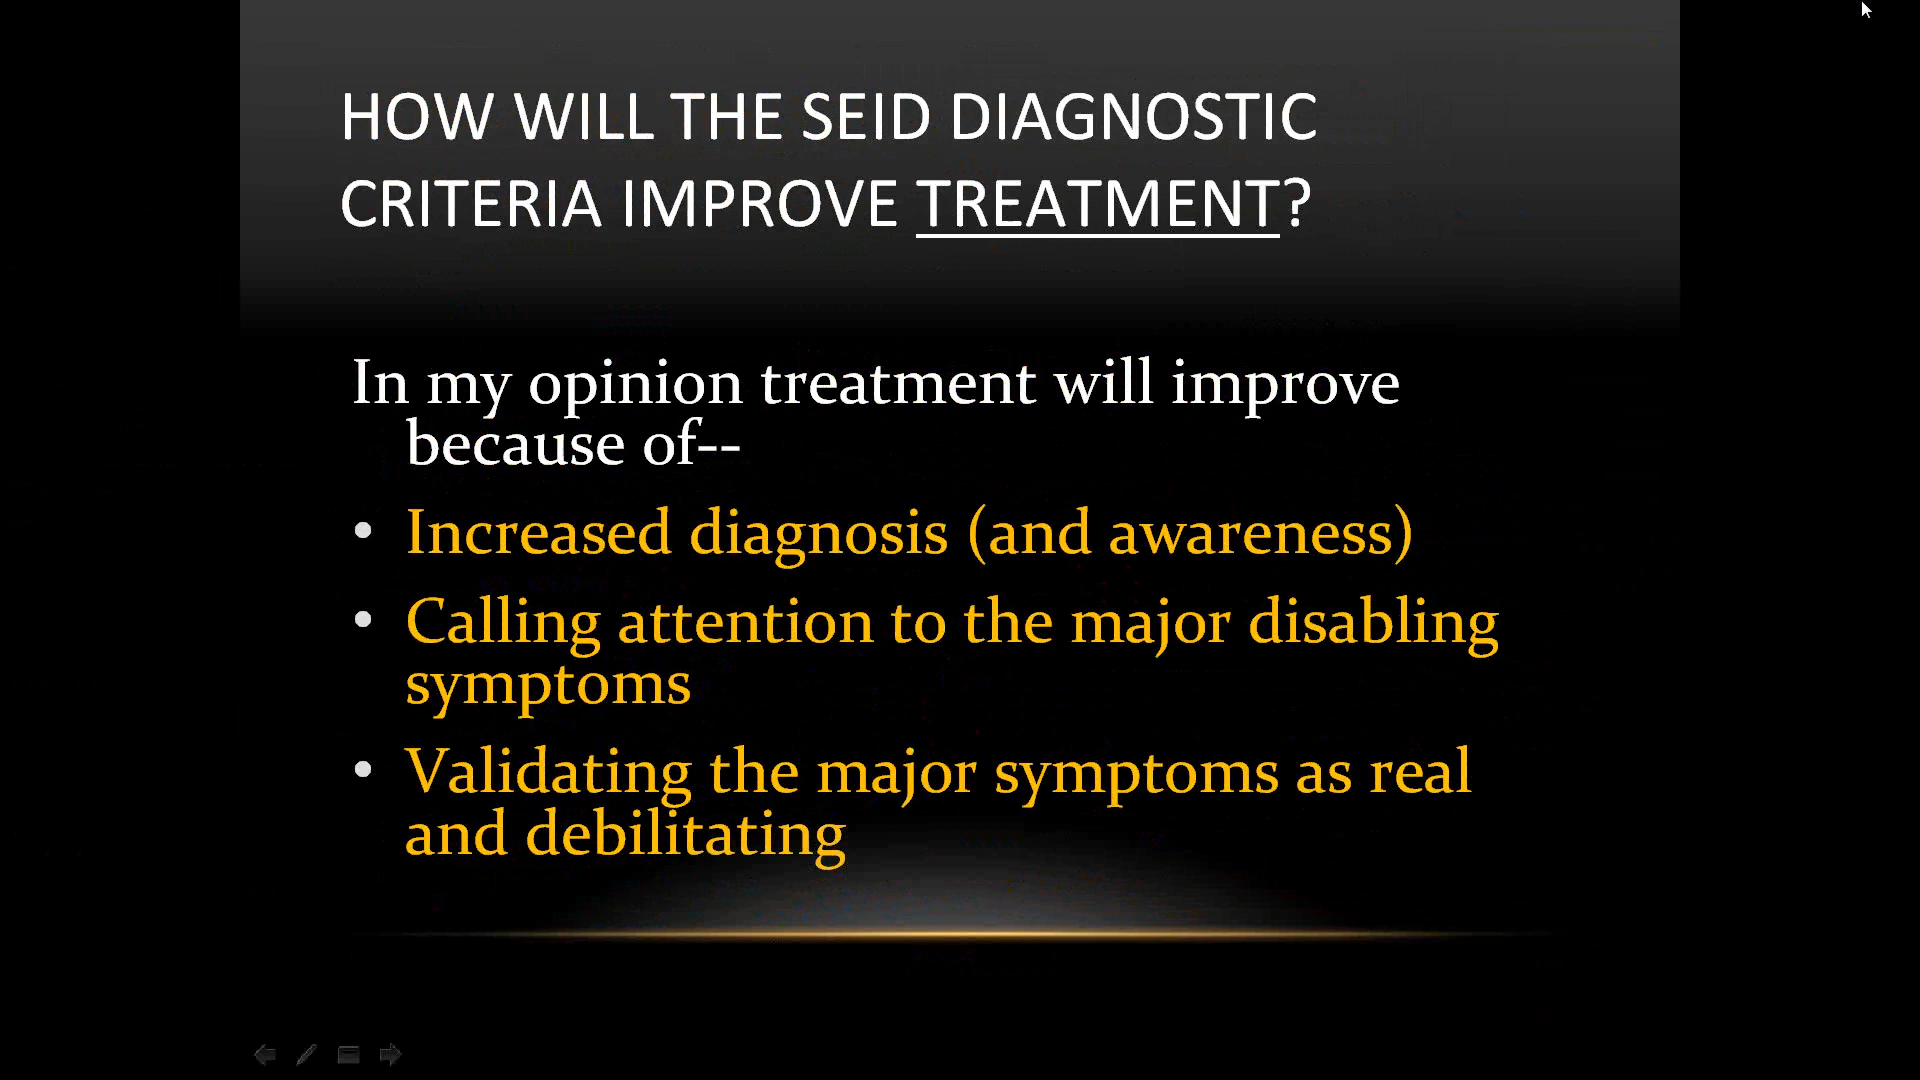 HOW WILL THE SEID DIAGNOSTIC
CRITERIA IMPROVE TREATMENT?
In my opinion treatment will improve
because of--
• Increased diagnosis (and awareness)
• Calling attention to the major disabling
symptoms
• Validating the major symptoms as real
and debilitating